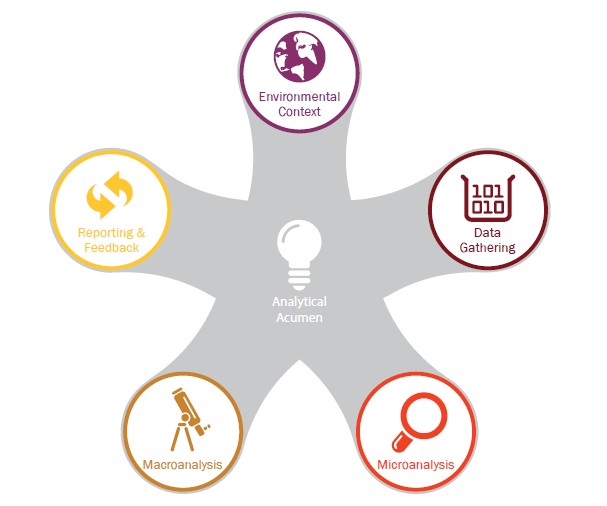 Environmental
Context
Data
Gathering
Microanalysis
Macroanalysis
Reporting &
Feedback
Analytical
Acumen
101
010